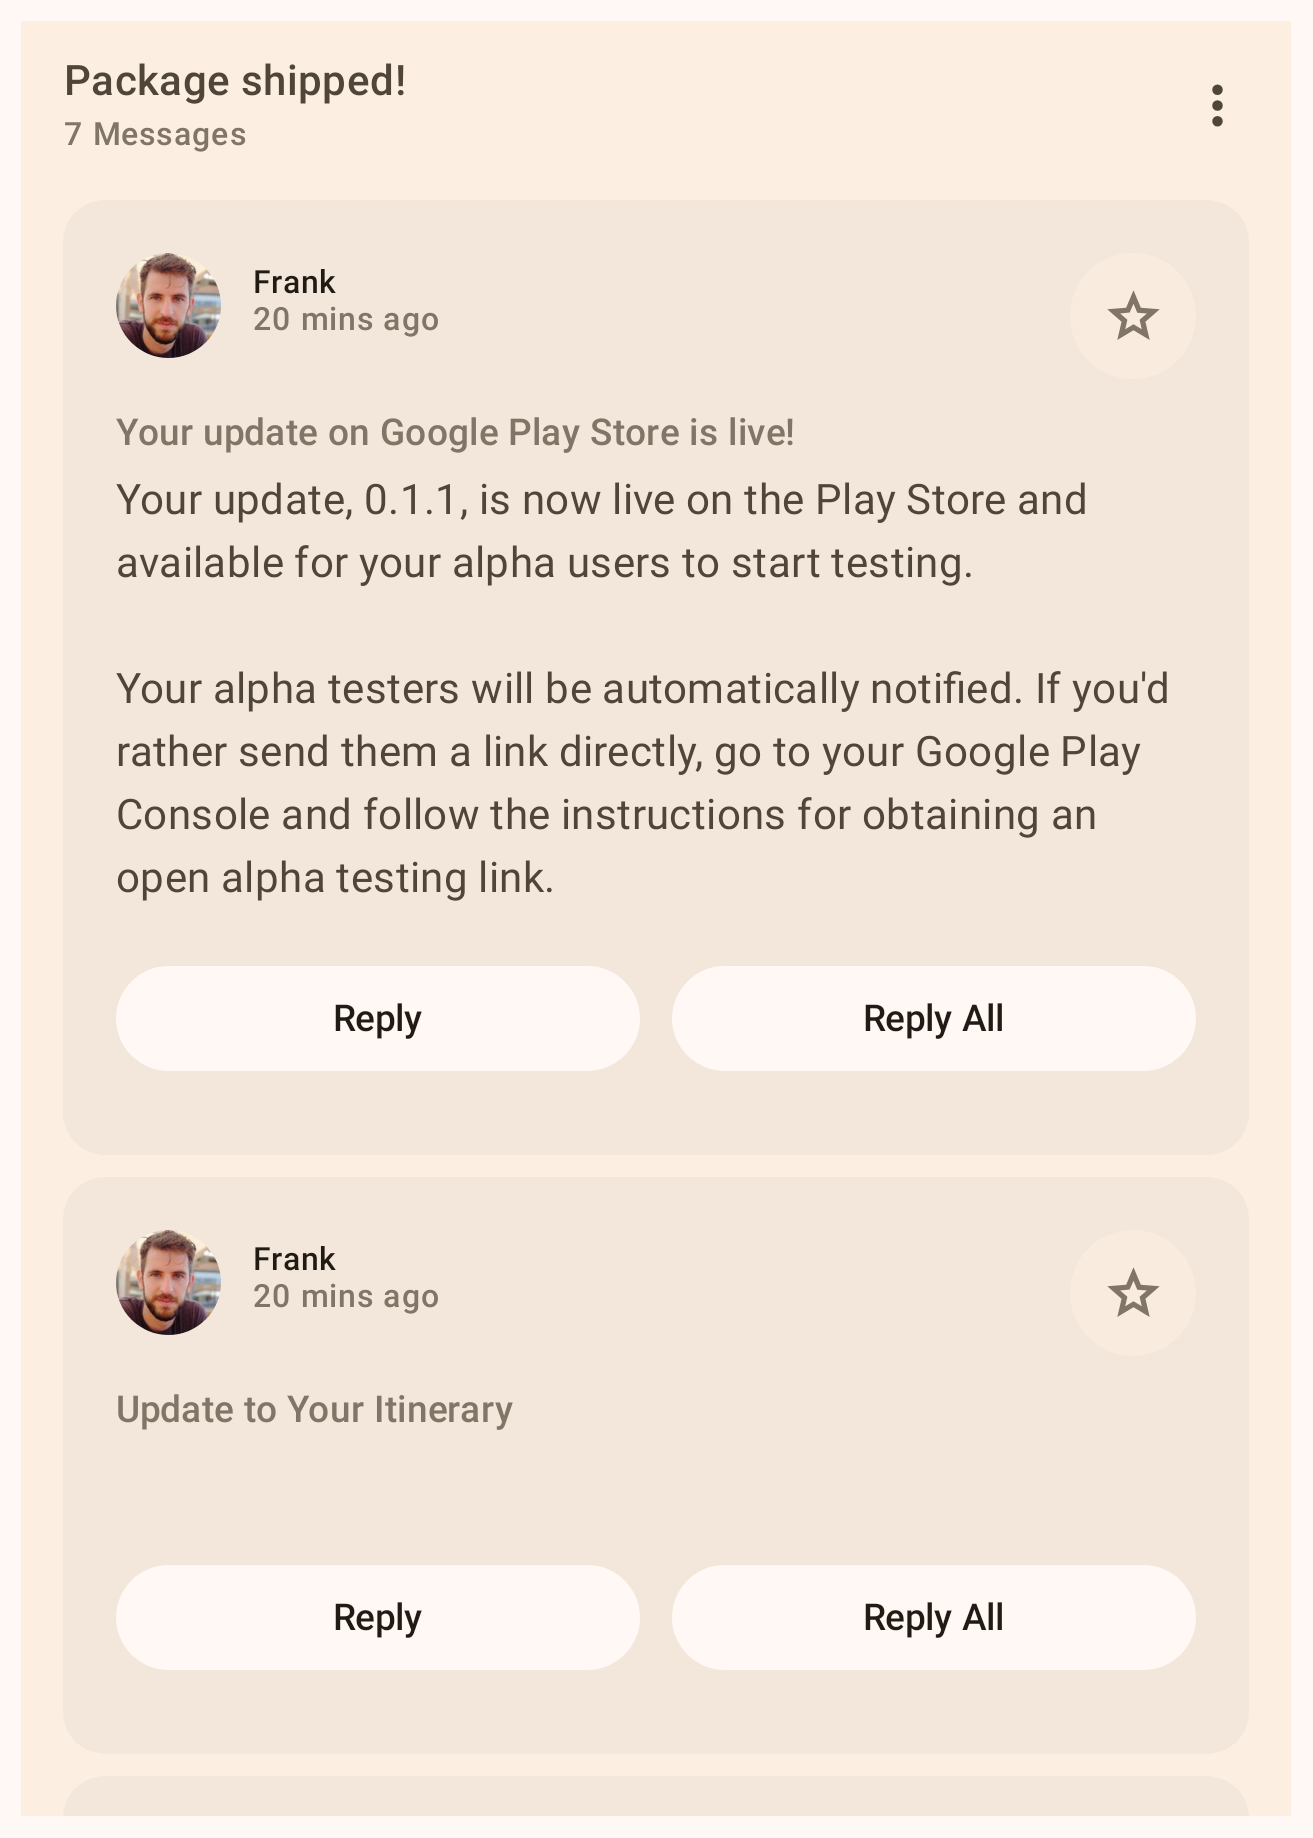 Package shipped!
7 Messages
Frank
20 mins ago
Your update on Google Play Store is live!
Your update, 0.1.1, is now live on the Play Store and
available for your alpha users to start testing.
Your alpha testers will be automatically notified. If you'd
rather send them a link directly, go to your Google Play
Console and follow the instructions for obtaining an
open alpha testing link.
Reply
Reply All
Frank
20 mins ago
Update to Your Itinerary
Reply
Reply All